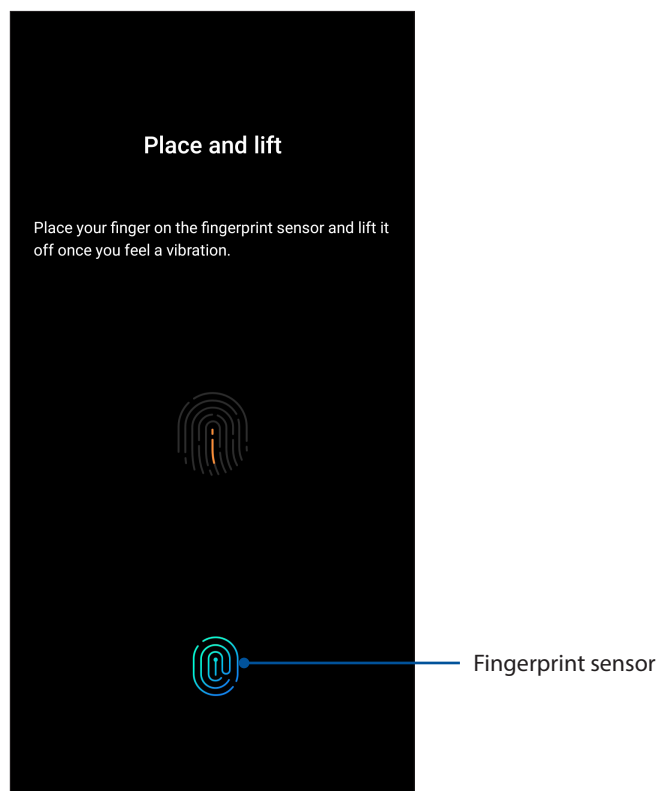 Place and lift
Place your finger on the fingerprint sensor and lift it
off once you feel a vibration.
Fingerprint sensor